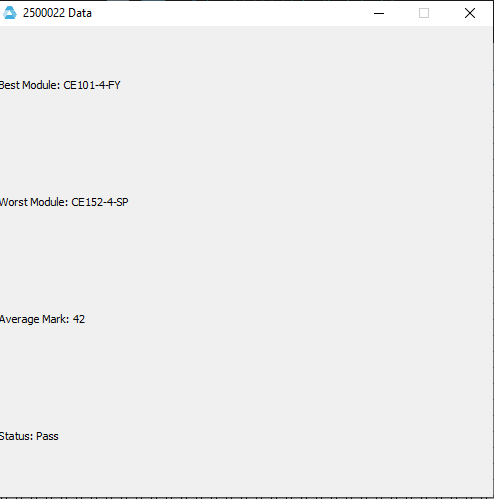 2500022 Data
Best Module: CE101-4-FY
Worst Module: CE152-4-SP
Average Mark: 42
Status: Pass